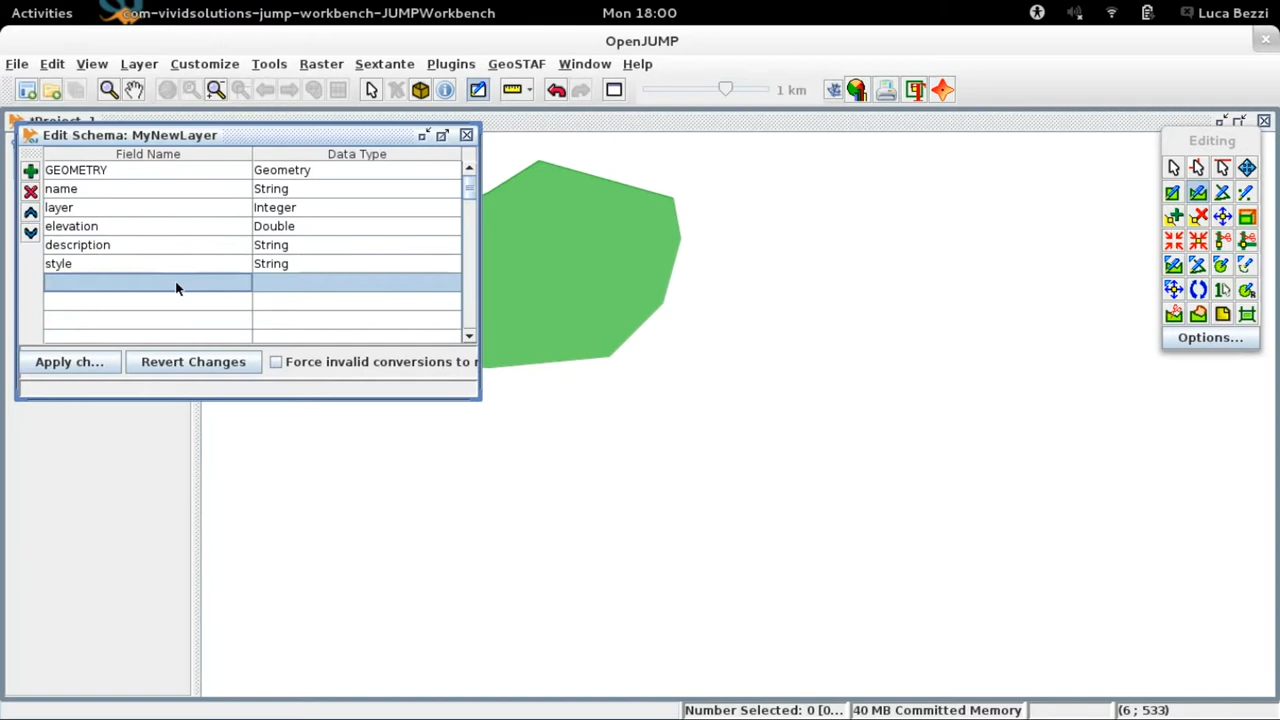 Activities com-vividsolutions-jump-workbench-JUMPWorkbench Mon 18:00 Luca Bezzi
OpenJUMP
File Edit View Layer Customize Tools Raster Sextante Plugins GeoSTAF Window Help
1 km
Edit Schema: MyNewLayer
Editing
Field Name Data Type
GEOMETRY Geometry
name String
layer Integer
elevation Double
description String
style String
Options...
Apply ch... Revert Changes Force invalid conversions to
Number Selected: 0 [0... 40 MB Committed Memory (6 ; 533)